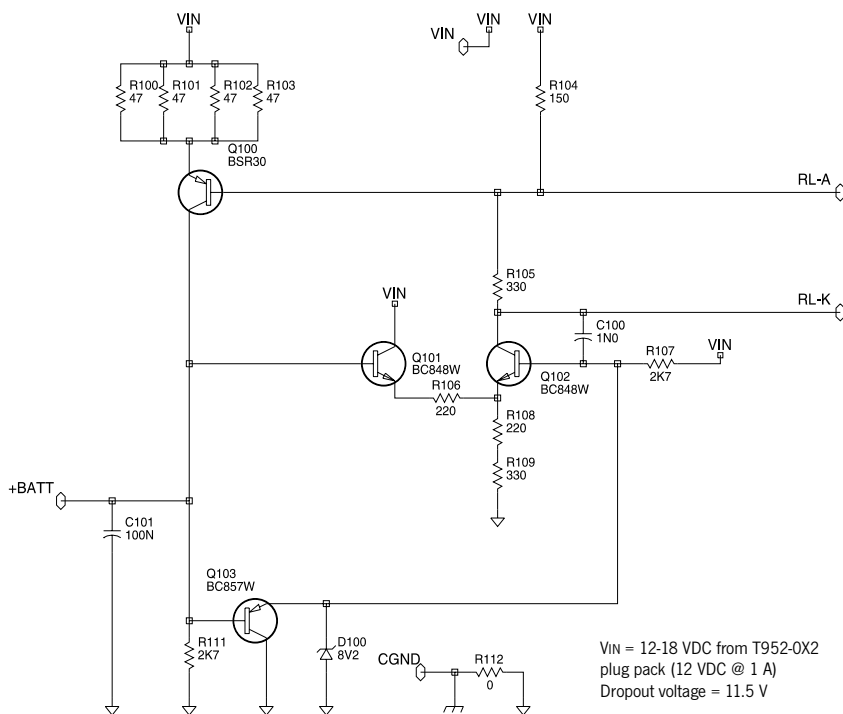 VIN
VIN
VIN
VIN
R100
47
R101
47
R102
47
R103
47
R104
150
Q100
BSR30
RL-A
R105
330
VIN
RL-K
C100
1N0
R107
2K7
VIN
Q101
BC848W
Q102
BC848W
R106
220
R108
220
R109
330
+BATT
C101
100N
Q103
BC857W
R111
2K7
D100
8V2
CGND
R112
0
VIN = 12-18 VDC from T952-0X2
plug pack (12 VDC @ 1 A)
Dropout voltage = 11.5 V